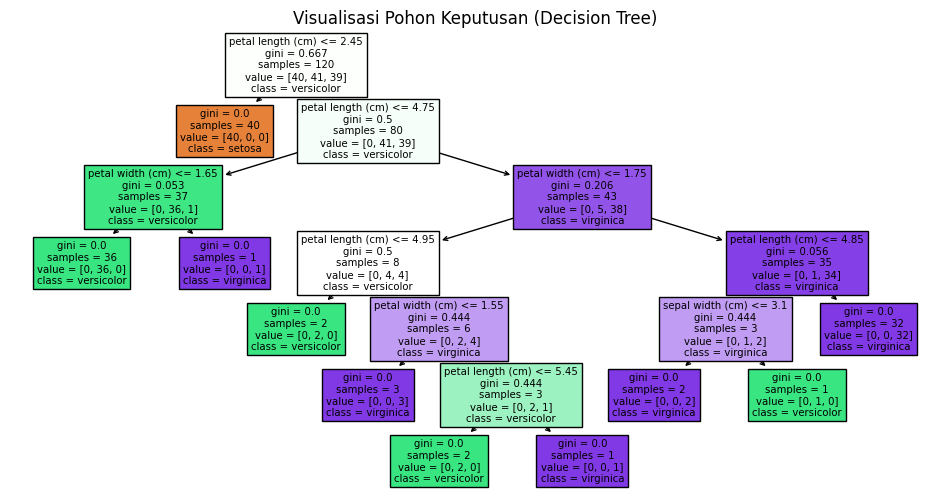 Visualisasi Pohon Keputusan (Decision Tree)
petal length (cm) <= 2.45
gini = 0.667
samples = 120
value = [40, 41, 39]
class = versicolor
gini = 0.0
samples = 40
value = [40, 0, 0]
class = setosa
petal length (cm) <= 4.75
gini = 0.5
samples = 80
value = [0, 41, 39]
class = versicolor
petal width (cm) <= 1.65
gini = 0.053
samples = 37
value = [0, 36, 1]
class = versicolor
petal width (cm) <= 1.75
gini = 0.206
samples = 43
value = [0, 5, 38]
class = virginica
gini = 0.0
samples = 36
value = [0, 36, 0]
class = versicolor
gini = 0.0
samples = 1
value = [0, 0, 1]
class = virginica
petal length (cm) <= 4.95
gini = 0.5
samples = 8
value = [0, 4, 4]
class = versicolor
petal length (cm) <= 4.85
gini = 0.056
samples = 35
value = [0, 1, 34]
class = virginica
gini = 0.0
samples = 2
value = [0, 2, 0]
class = versicolor
petal width (cm) <= 1.55
gini = 0.444
samples = 6
value = [0, 2, 4]
class = virginica
sepal width (cm) <= 3.1
gini = 0.444
samples = 3
value = [0, 1, 2]
class = virginica
gini = 0.0
samples = 32
value = [0, 0, 32]
class = virginica
gini = 0.0
samples = 3
value = [0, 0, 3]
class = virginica
petal length (cm) <= 5.45
gini = 0.444
samples = 3
value = [0, 2, 1]
class = versicolor
gini = 0.0
samples = 2
value = [0, 0, 2]
class = virginica
gini = 0.0
samples = 1
value = [0, 1, 0]
class = versicolor
gini = 0.0
samples = 2
value = [0, 2, 0]
class = versicolor
gini = 0.0
samples = 1
value = [0, 0, 1]
class = virginica